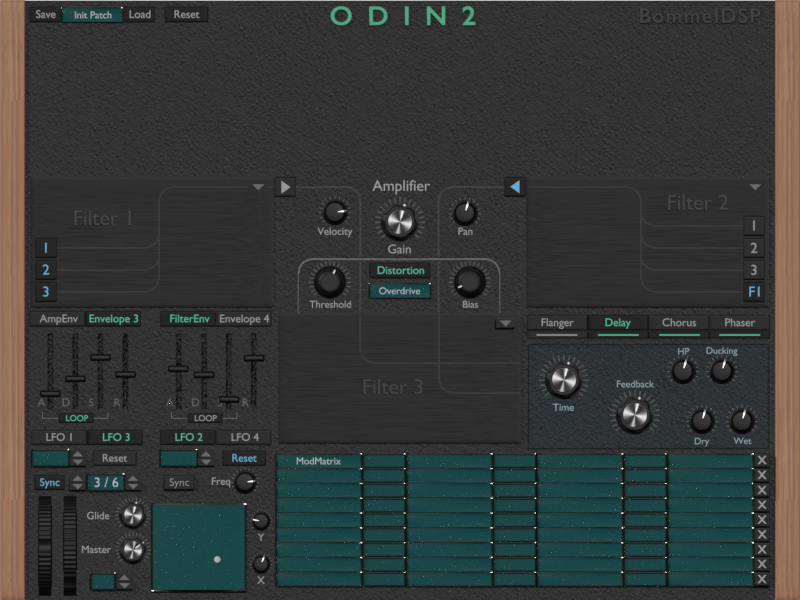 Save Init Patch Load Reset ODIN 2 BommelDSP
Amplifier
Filter 1
Filter 2
Velocity Pan
Gain
1 1
2 2
3 3
F1
Distortion
Overdrive
Threshold Bias
AmpEnv Envelope 3 FilterEnv Envelope 4
Flanger Delay Chorus Phaser
HP Ducking
Filter 3
Feedback
Time
A D S R A D S R
LOOP LOOP
LFO 1 LFO 3 LFO 2 LFO 4
Dry Wet
Reset Reset
ModMatrix X
Sync 3 / 6 Sync Freq X
X
X
Glide X
X
Y
Master X
X
X X